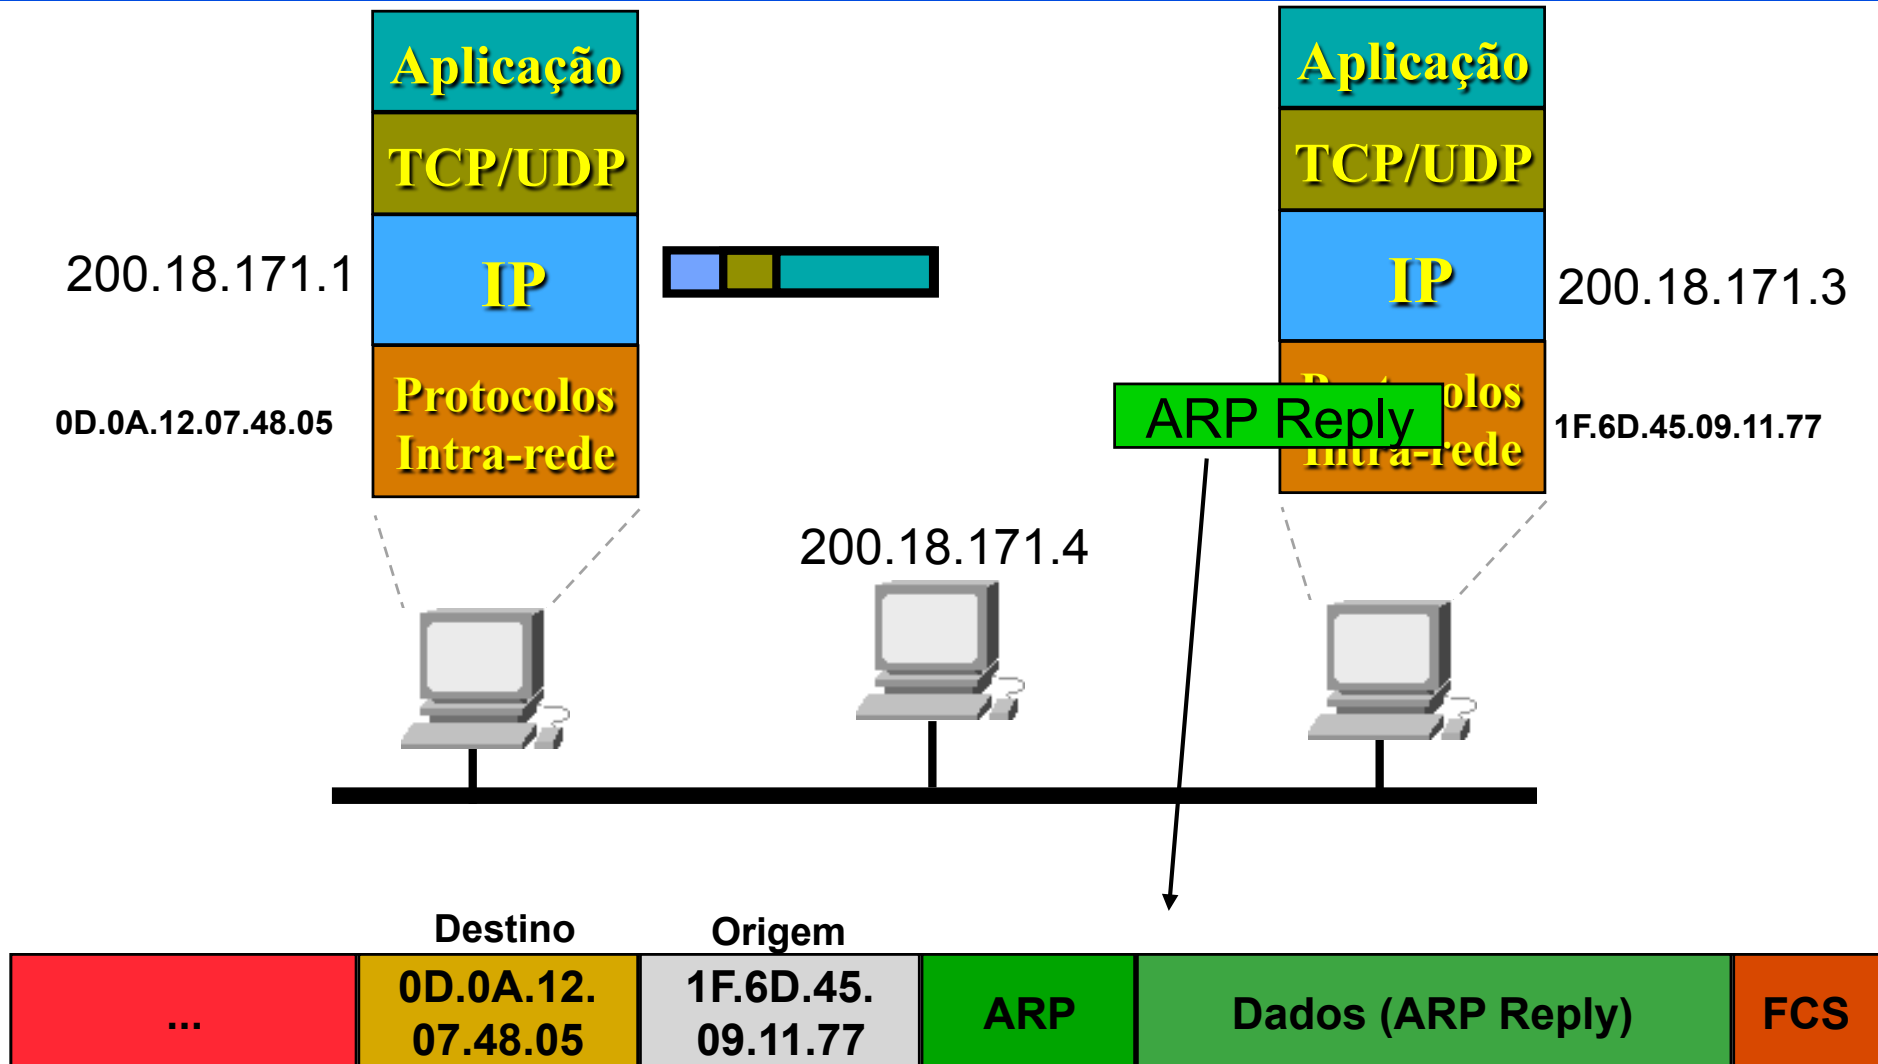 Aplicação
TCP/UDP
200.18.171.1
IP
0D.0A.12.07.48.05
Protocolos
Intra-rede
Aplicação
TCP/UDP
IP
200.18.171.3
ARP Reply
olos
rede
1F.6D.45.09.11.77
200.18.171.4
Destino
Origem
...
0D.0A.12.
07.48.05
1F.6D.45.
09.11.77
ARP
Dados (ARP Reply)
FCS